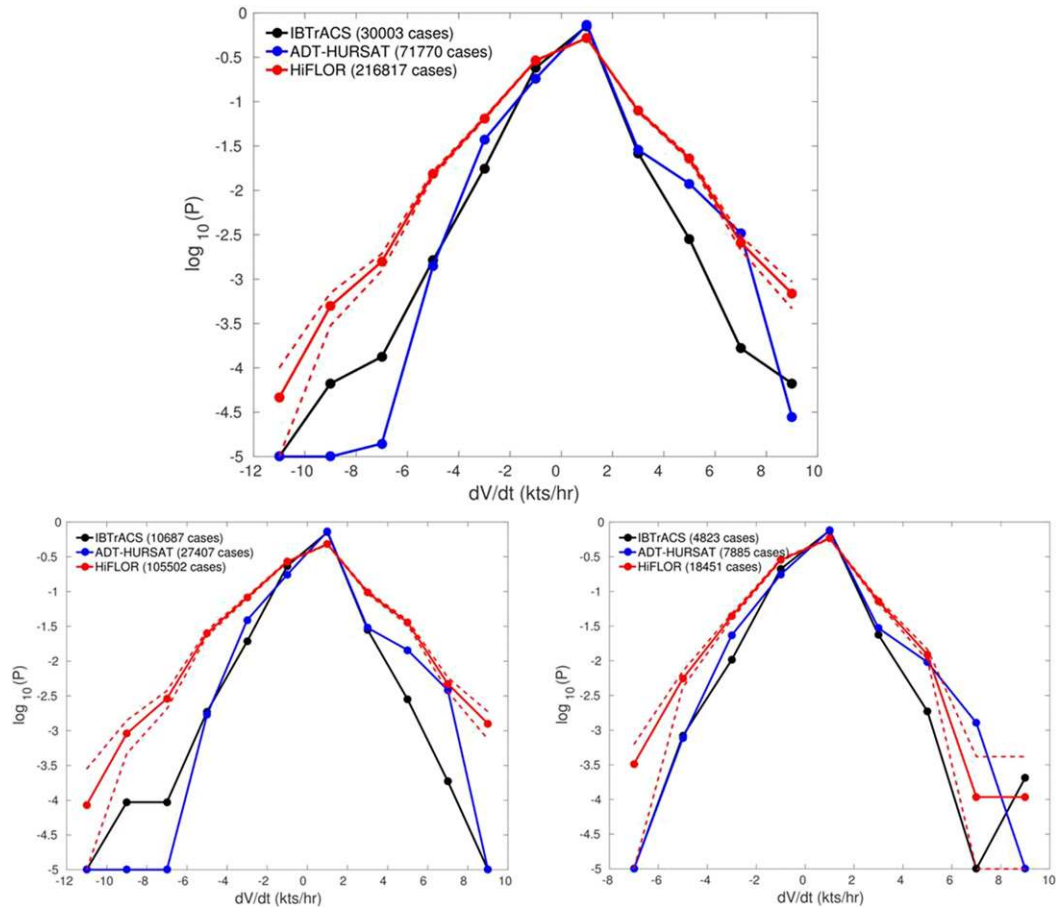 IBTrACS (30003 cases)
ADT-HURSAT (71770 cases)
HiFLOR (216817 cases)
0
-0.5
-1
-1.5
-2
-2.5
-3
-3.5
-4
-4.5
-5
log 10 (P)
-12 -10 -8 -6 -4 -2 0 2 4 6 8 10
dV/dt (kts/hr)
IBTrACS (10687 cases)
ADT-HURSAT (27407 cases)
HiFLOR (105502 cases)
0
-0.5
-1
-1.5
-2
-2.5
-3
-3.5
-4
-4.5
-5
log 10 (P)
-12 -10 -8 -6 -4 -2 0 2 4 6 8 10
dV/dt (kts/hr)
IBTrACS (4823 cases)
ADT-HURSAT (7885 cases)
HiFLOR (18451 cases)
0
-0.5
-1
-1.5
-2
-2.5
-3
-3.5
-4
-4.5
-5
log 10 (P)
-8 -6 -4 -2 0 2 4 6 8 10
dV/dt (kts/hr)